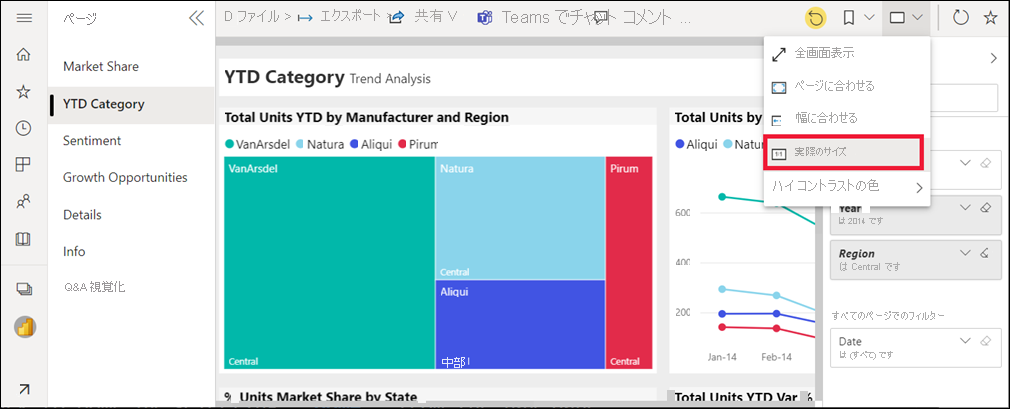 ページ
D ファイル > エクスポート > 共有 Teams でチャット コメント ...
Market Share
YTD Category
Sentiment
Growth Opportunities
Details
Info
Q&A 視覚化
YTD Category Trend Analysis
Total Units YTD by Manufacturer and Region
VanArsdel Natura Aliqui Pirum
VanArsdel
Central
Natura
Central
Aliqui
中部!
Pirum
Central
Total Units by
Aliqui Natu
600
400
200
Jan-14 Feb-14
% Units Market Share by State
Total Units YTD Var %
全画面表示
ページに合わせる
幅に合わせる
1:1 実際のサイズ
ハイ コントラストの色
Year
は 2014 です
Region
は Central です
すべてのページでのフィルター
Date
は (すべて) です